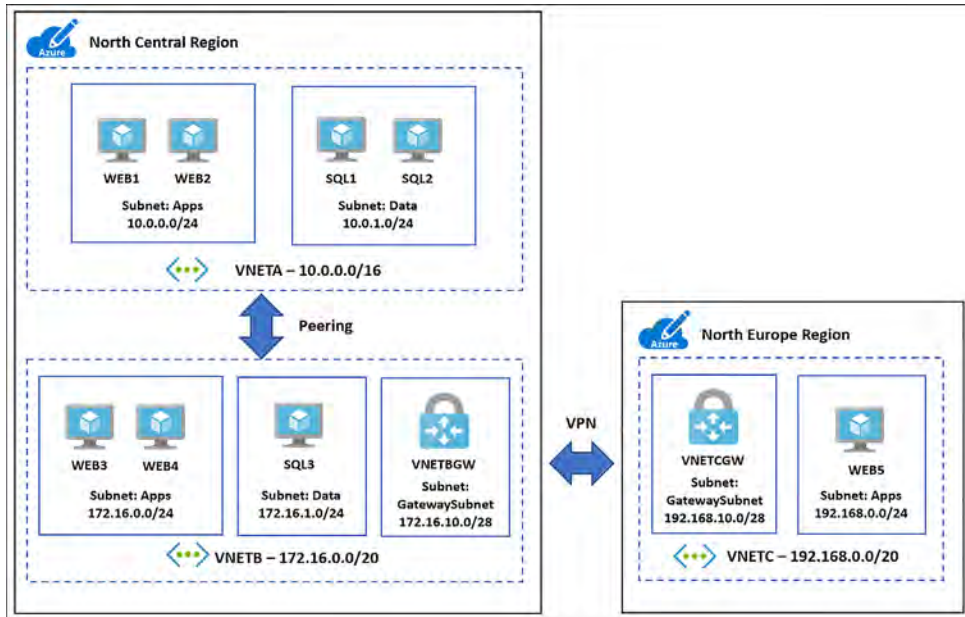 Azure
North Central Region
WEB1
WEB2
Subnet: Apps
10.0.0.0/24
SQL1
SQL2
Subnet: Data
10.0.1.0/24
VNETA – 10.0.0.0/16
Peering
WEB3
WEB4
Subnet: Apps
172.16.0.0/24
SQL3
Subnet: Data
172.16.1.0/24
VNETBGW
Subnet:
GatewaySubnet
172.16.10.0/28
VNETB – 172.16.0.0/20
VPN
Azure
North Europe Region
VNETCGW
Subnet:
GatewaySubnet
192.168.10.0/28
WEB5
Subnet: Apps
192.168.0.0/24
VNETC – 192.168.0.0/20